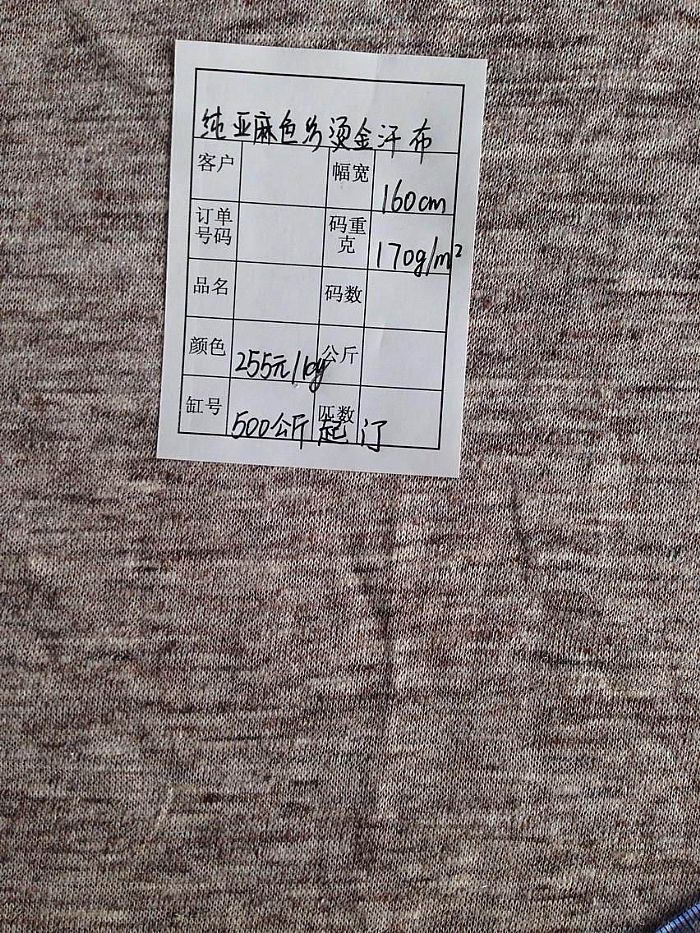 纯亚麻色纱烫金汗布
客户 幅宽 160cm
订单号码 码重克 170g/m²
品名 码数
颜色 255元/kg 公斤
缸号 500公斤起订 匹数